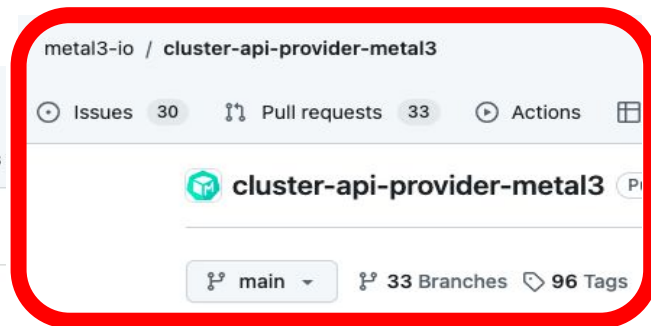 metal3-io / cluster-api-provider-metal3
Issues 30 Pull requests 33 Actions
cluster-api-provider-metal3
main 33 Branches 96 Tags